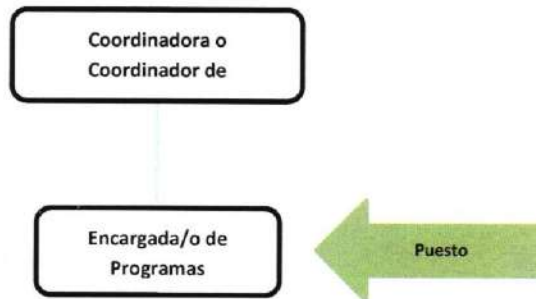 Coordinadora o
Coordinador de
Encargada/o de
Programas
Puesto